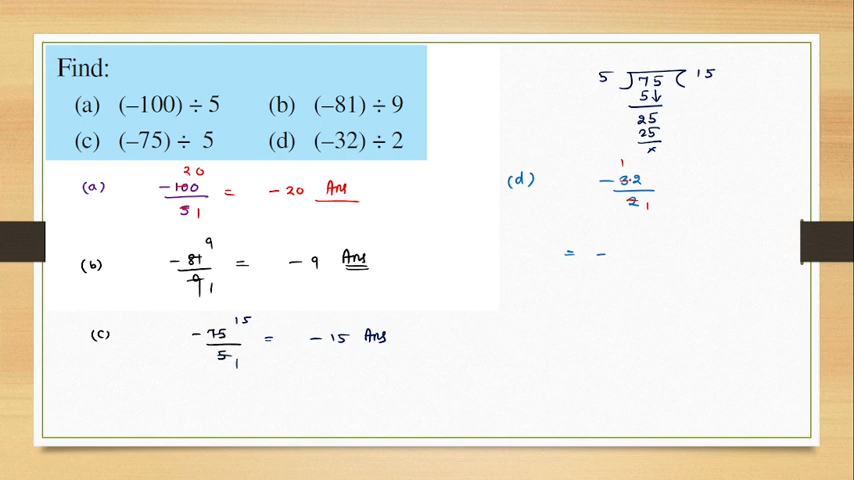 Find:
(a) (–100) ÷ 5 (b) (–81) ÷ 9
(c) (–75) ÷ 5 (d) (–32) ÷ 2
5 75 15
5↓
25
25
x
20
(a) -100 = -20 Ans
5 1
9
(b) -81 = -9 Ans
9 1
15
(c) -75 = -15 Ans
5 1
1
(d) -32
2 1
= -